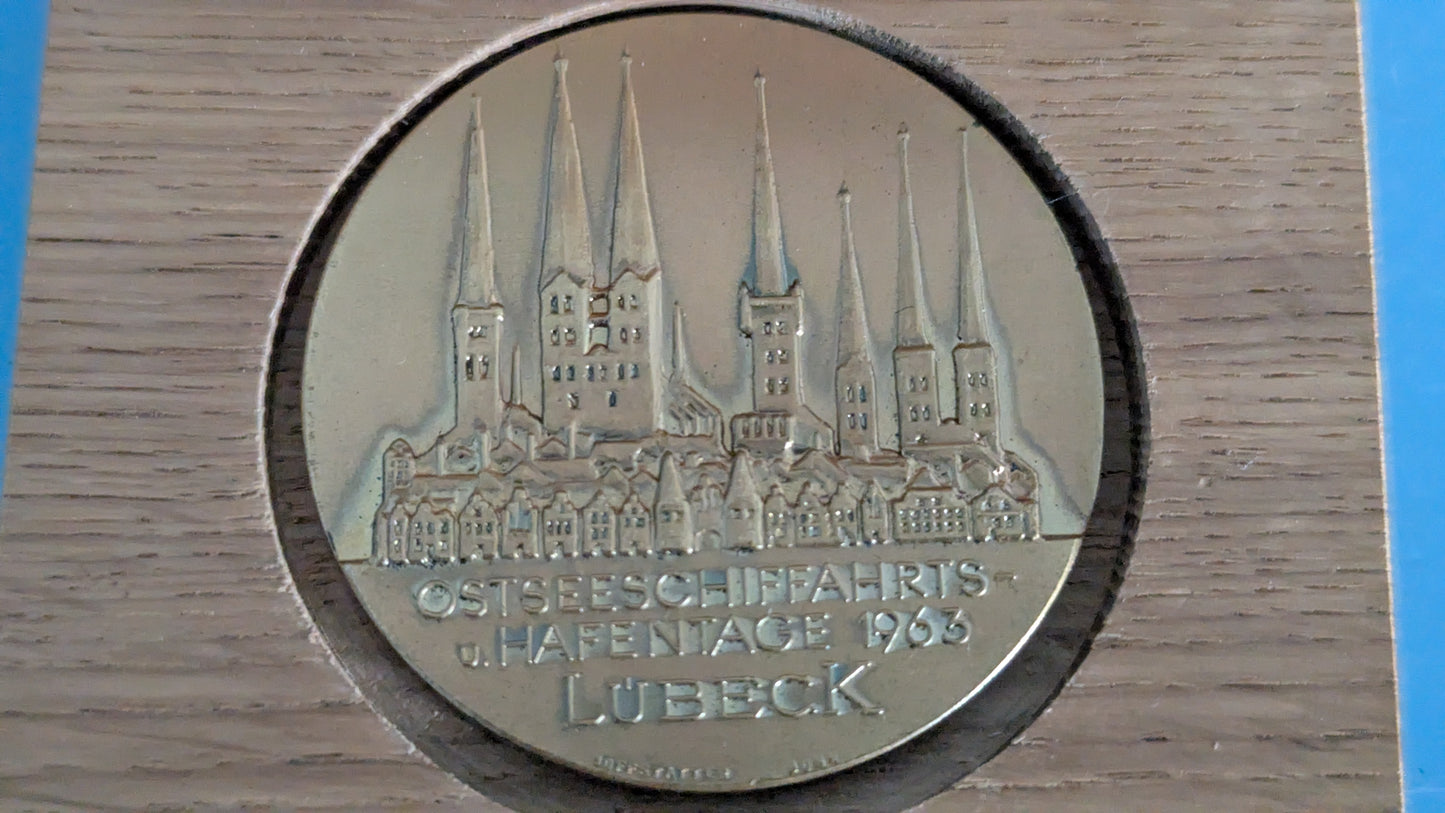 OSTSEESCHIFFAHRTS-
U. HAFENTAGE 1963
LÜBECK